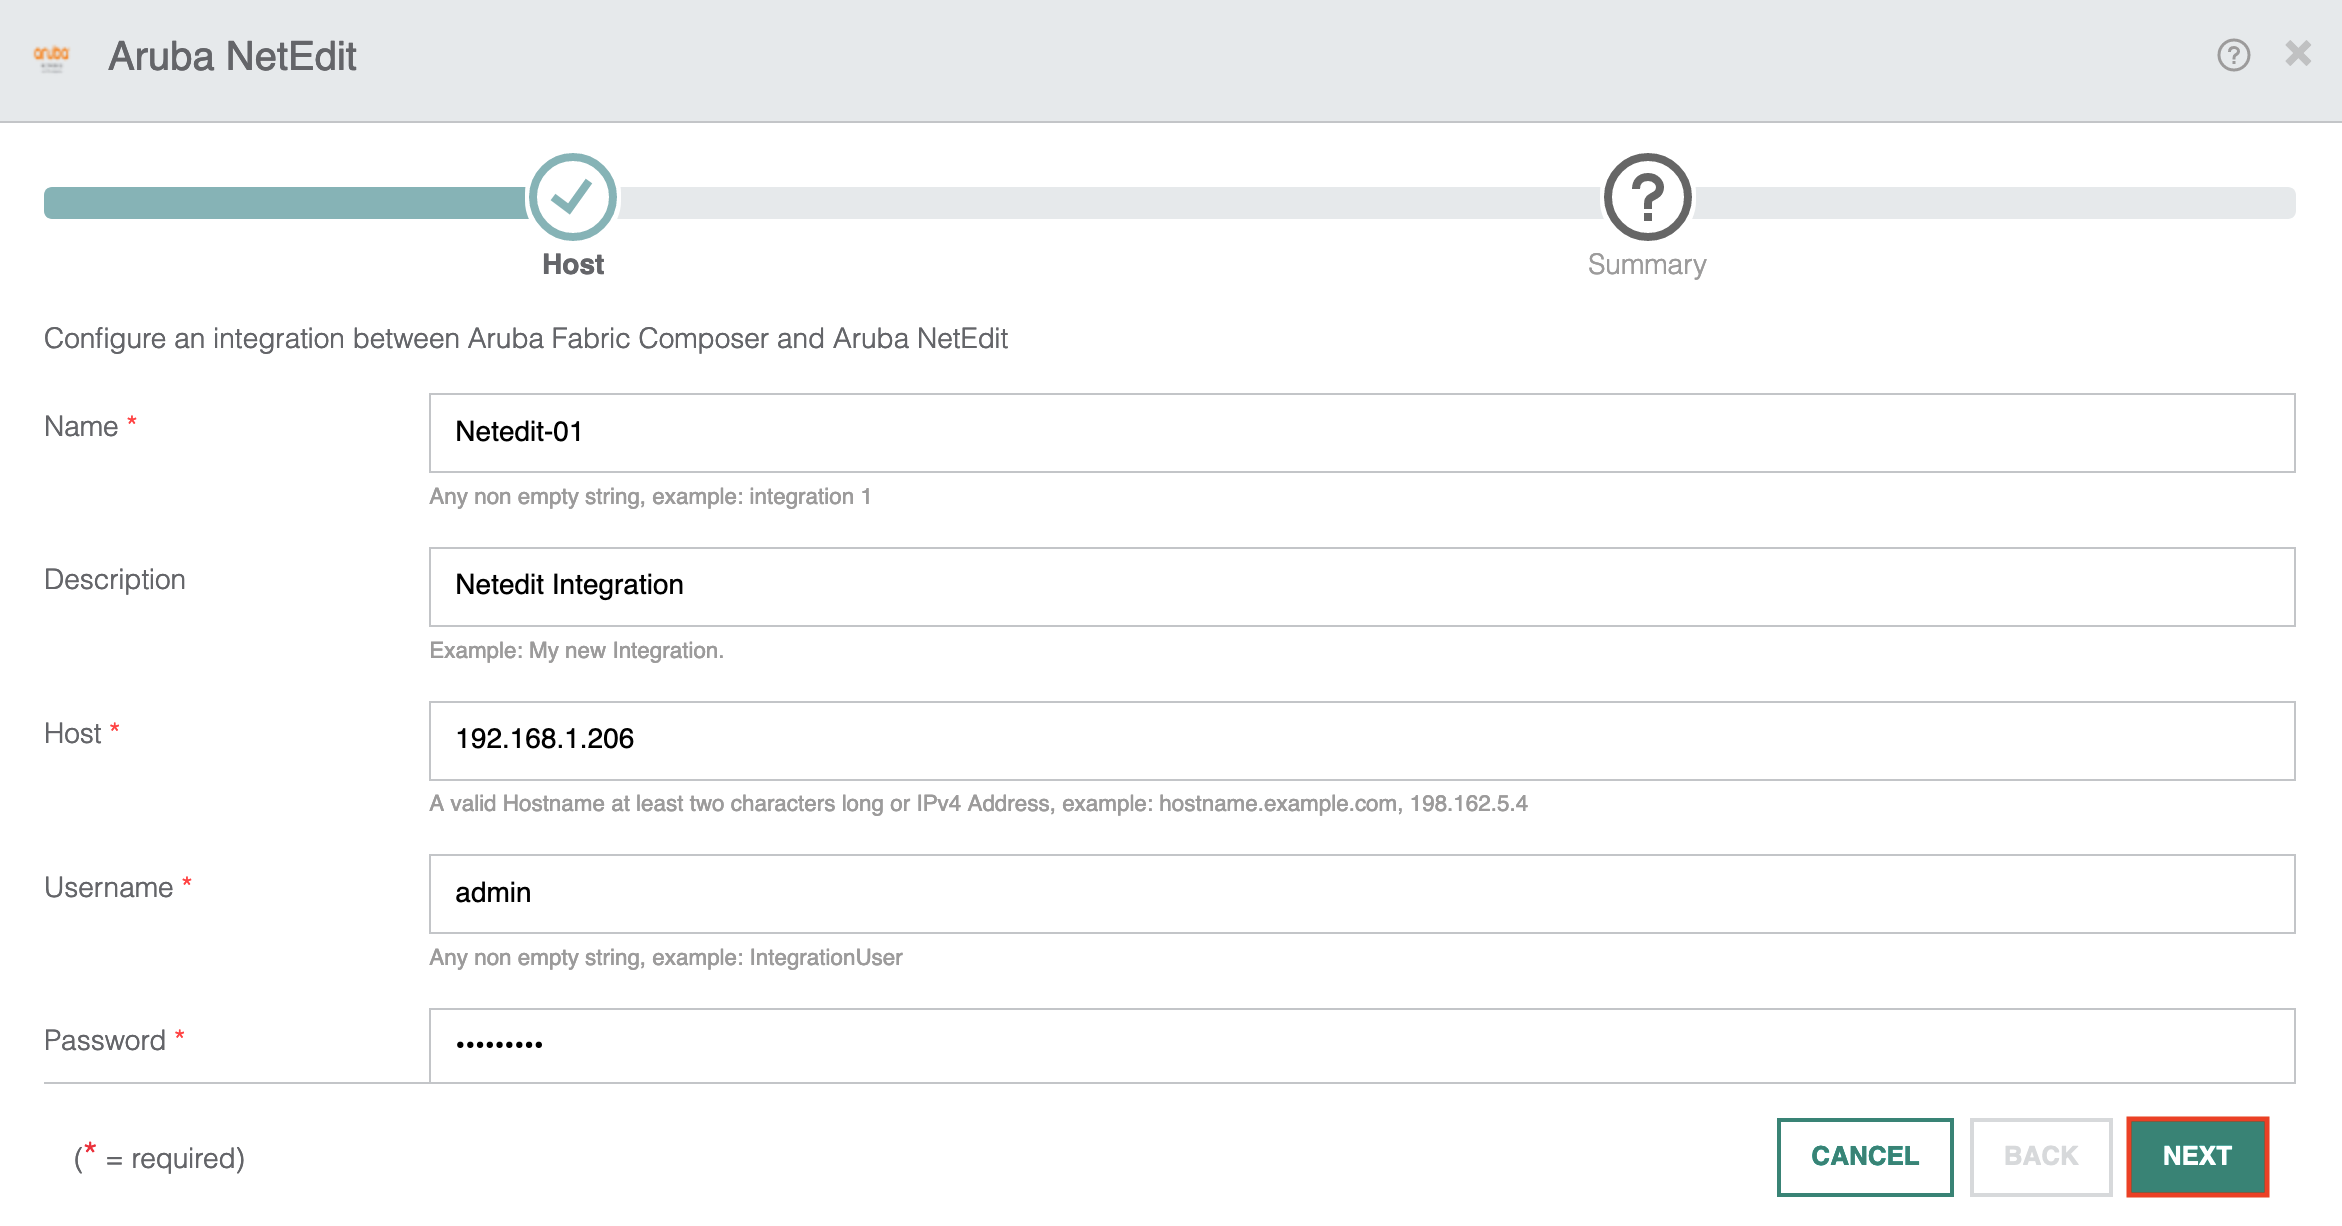 aruba
Aruba NetEdit
?
?
Host
Summary
Configure an integration between Aruba Fabric Composer and Aruba NetEdit
Name *
Netedit-01
Any non empty string, example: integration 1
Description
Netedit Integration
Example: My new Integration.
Host *
192.168.1.206
A valid Hostname at least two characters long or IPv4 Address, example: hostname.example.com, 198.162.5.4
Username *
admin
Any non empty string, example: IntegrationUser
Password *
•••••••••
(* = required)
CANCEL
BACK
NEXT